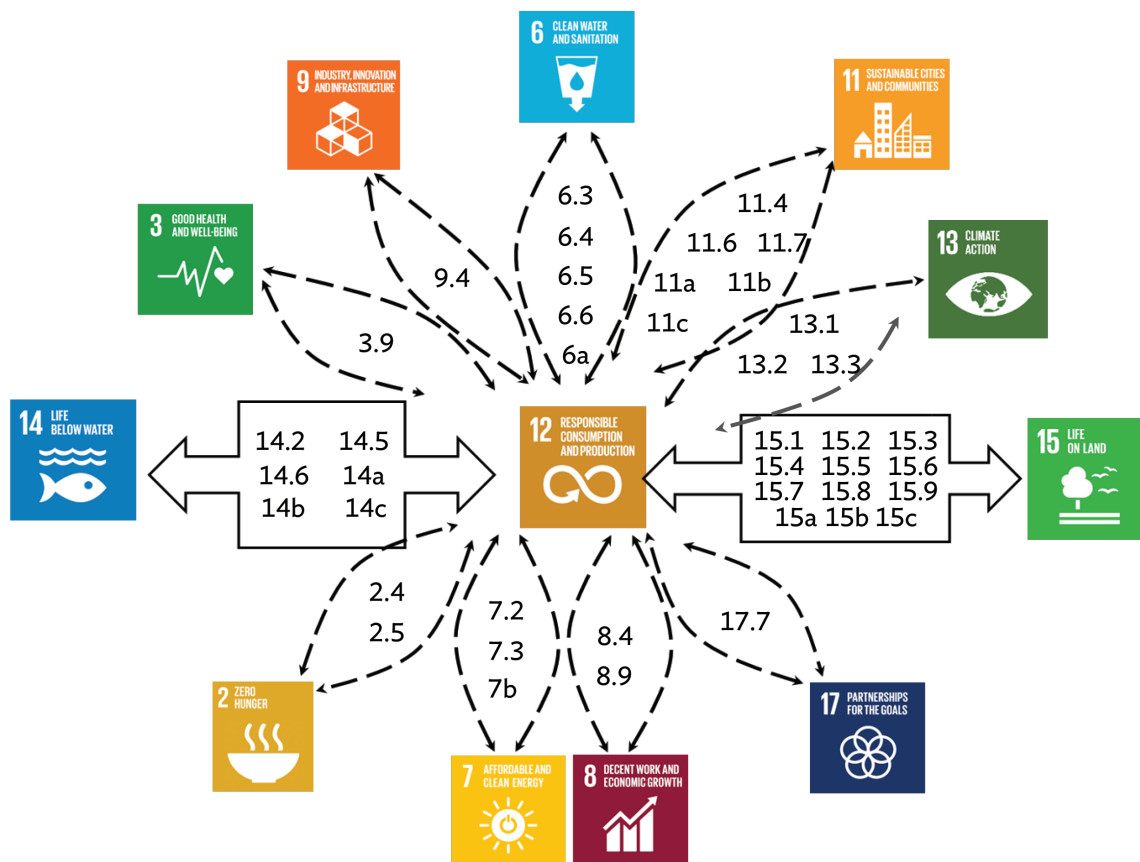 6 CLEAN WATER
AND SANITATION
9 INDUSTRY, INNOVATION
AND INFRASTRUCTURE
11 SUSTAINABLE CITIES
AND COMMUNITIES
3 GOOD HEALTH
AND WELL-BEING
13 CLIMATE
ACTION
6.3
6.4
6.5
6.6
6a
11.4
11.6 11.7
11a 11b
11c
9.4
3.9
13.1
13.2 13.3
14 LIFE
BELOW WATER
14.2 14.5
14.6 14a
14b 14c
12 RESPONSIBLE
CONSUMPTION
AND PRODUCTION
15.1 15.2 15.3
15.4 15.5 15.6
15.7 15.8 15.9
15a 15b 15c
15 LIFE
ON LAND
2.4
2.5
7.2
7.3
7b
8.4
8.9
17.7
2 ZERO
HUNGER
7 AFFORDABLE AND
CLEAN ENERGY
8 DECENT WORK AND
ECONOMIC GROWTH
17 PARTNERSHIPS
FOR THE GOALS